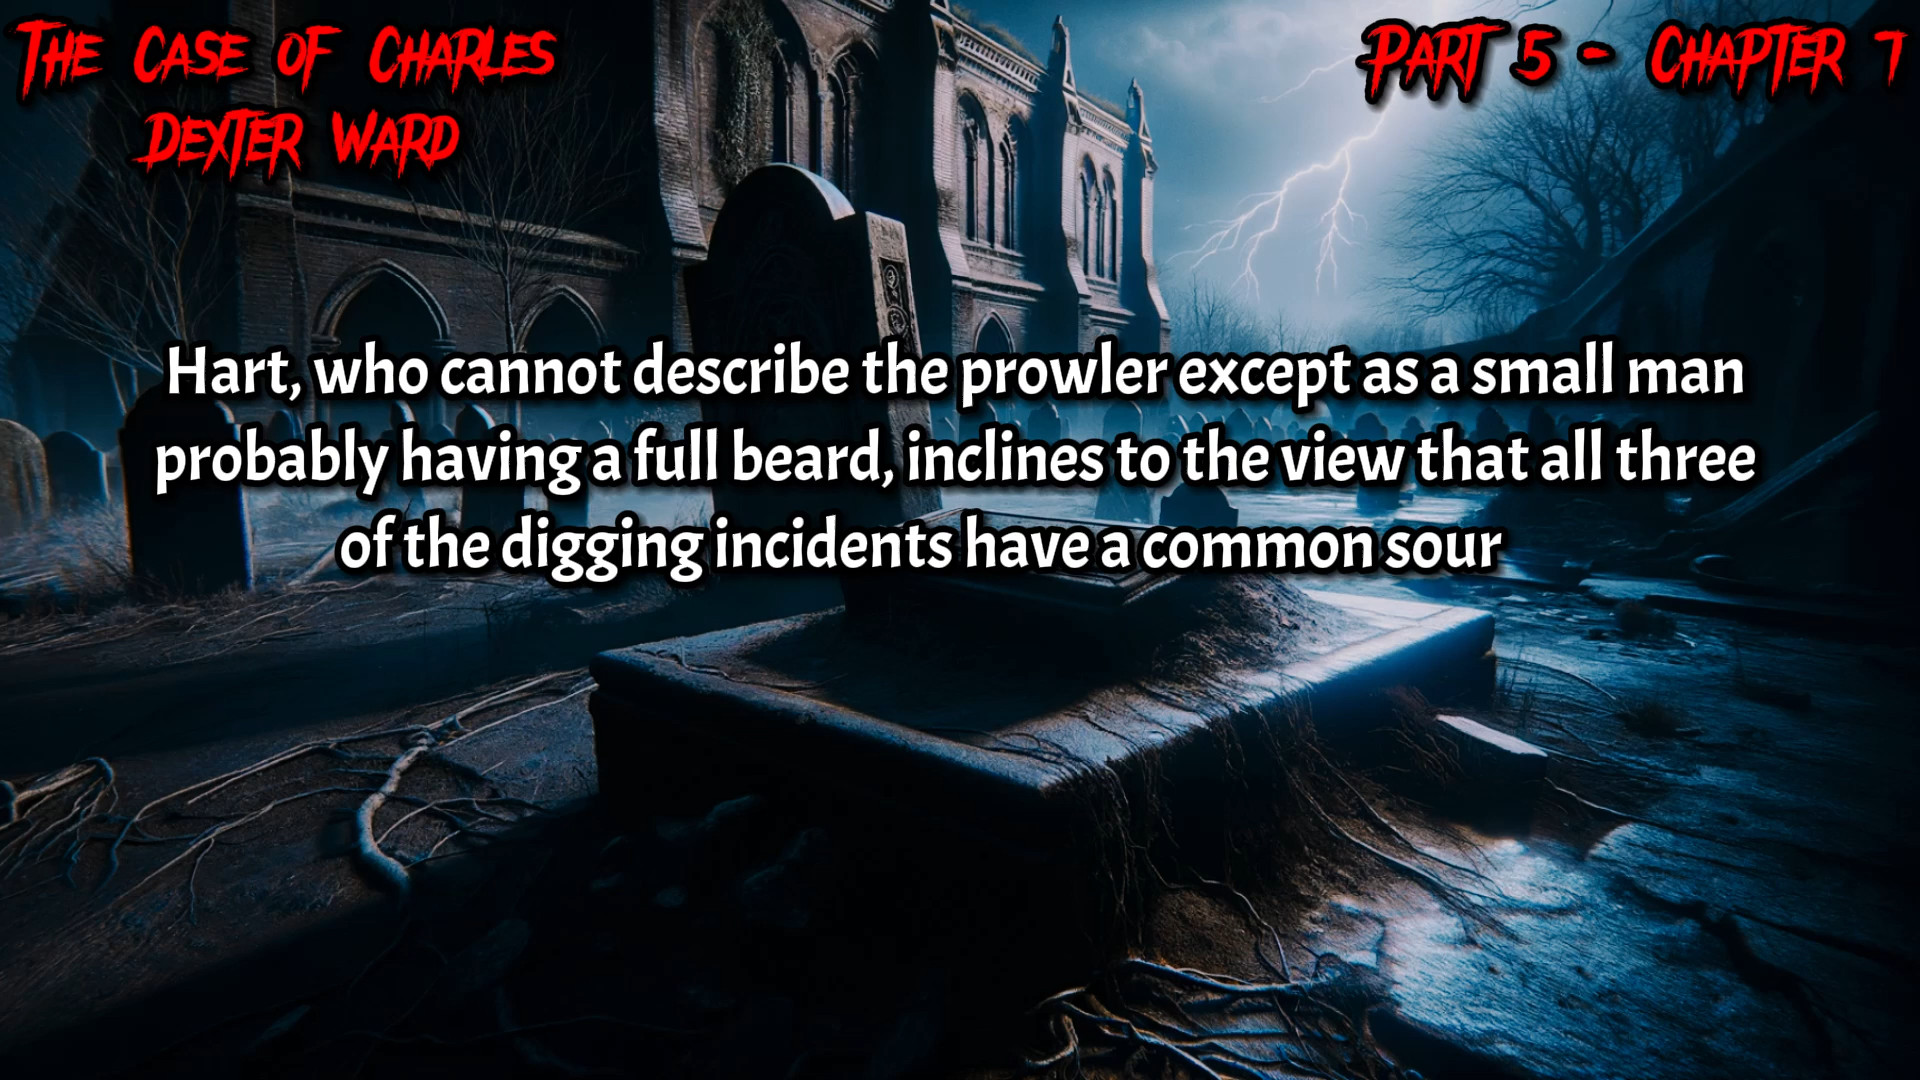 The Case of Charles
Dexter Ward
Part 5 - Chapter 7
Hart, who cannot describe the prowler except as a small man
probably having a full beard, inclines to the view that all three
of the digging incidents have a common sour